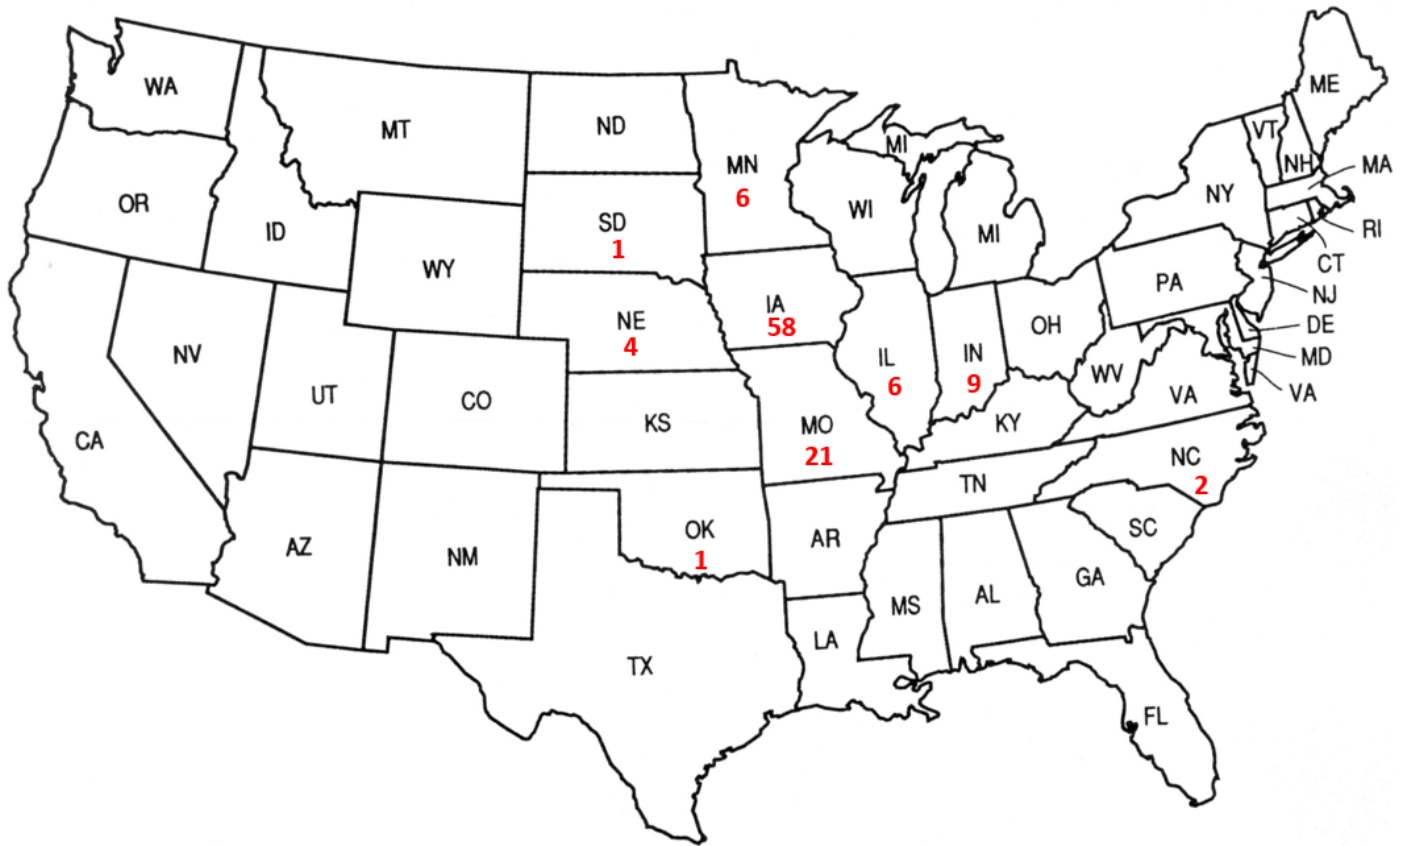 WA
MT
ND
MN
6
MI
ME
VT
NH
MA
OR
ID
SD
1
WI
MI
NY
RI
CT
WY
NE
4
IA
58
PA
NJ
OH
DE
MD
VA
NV
UT
CO
KS
IL
6
IN
9
WV
VA
CA
MO
21
KY
NC
2
TN
AZ
NM
OK
1
AR
SC
MS
AL
GA
TX
LA
FL